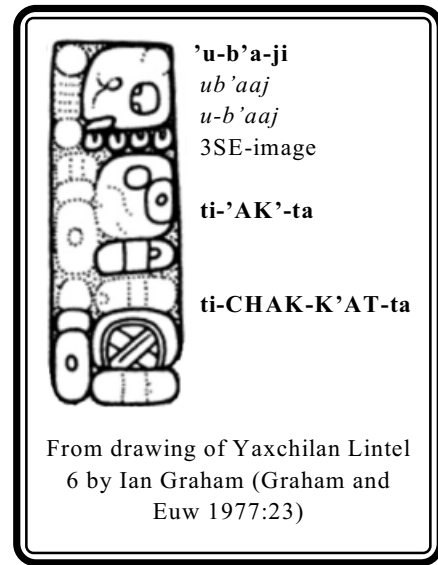 ’u-b’a-ji
ub’aaj
u-b’aaj
3SE-image
ti-’AK’-ta
ti-CHAK-K’AT-ta
From drawing of Yaxchilan Lintel
6 by Ian Graham (Graham and
Euw 1977:23)